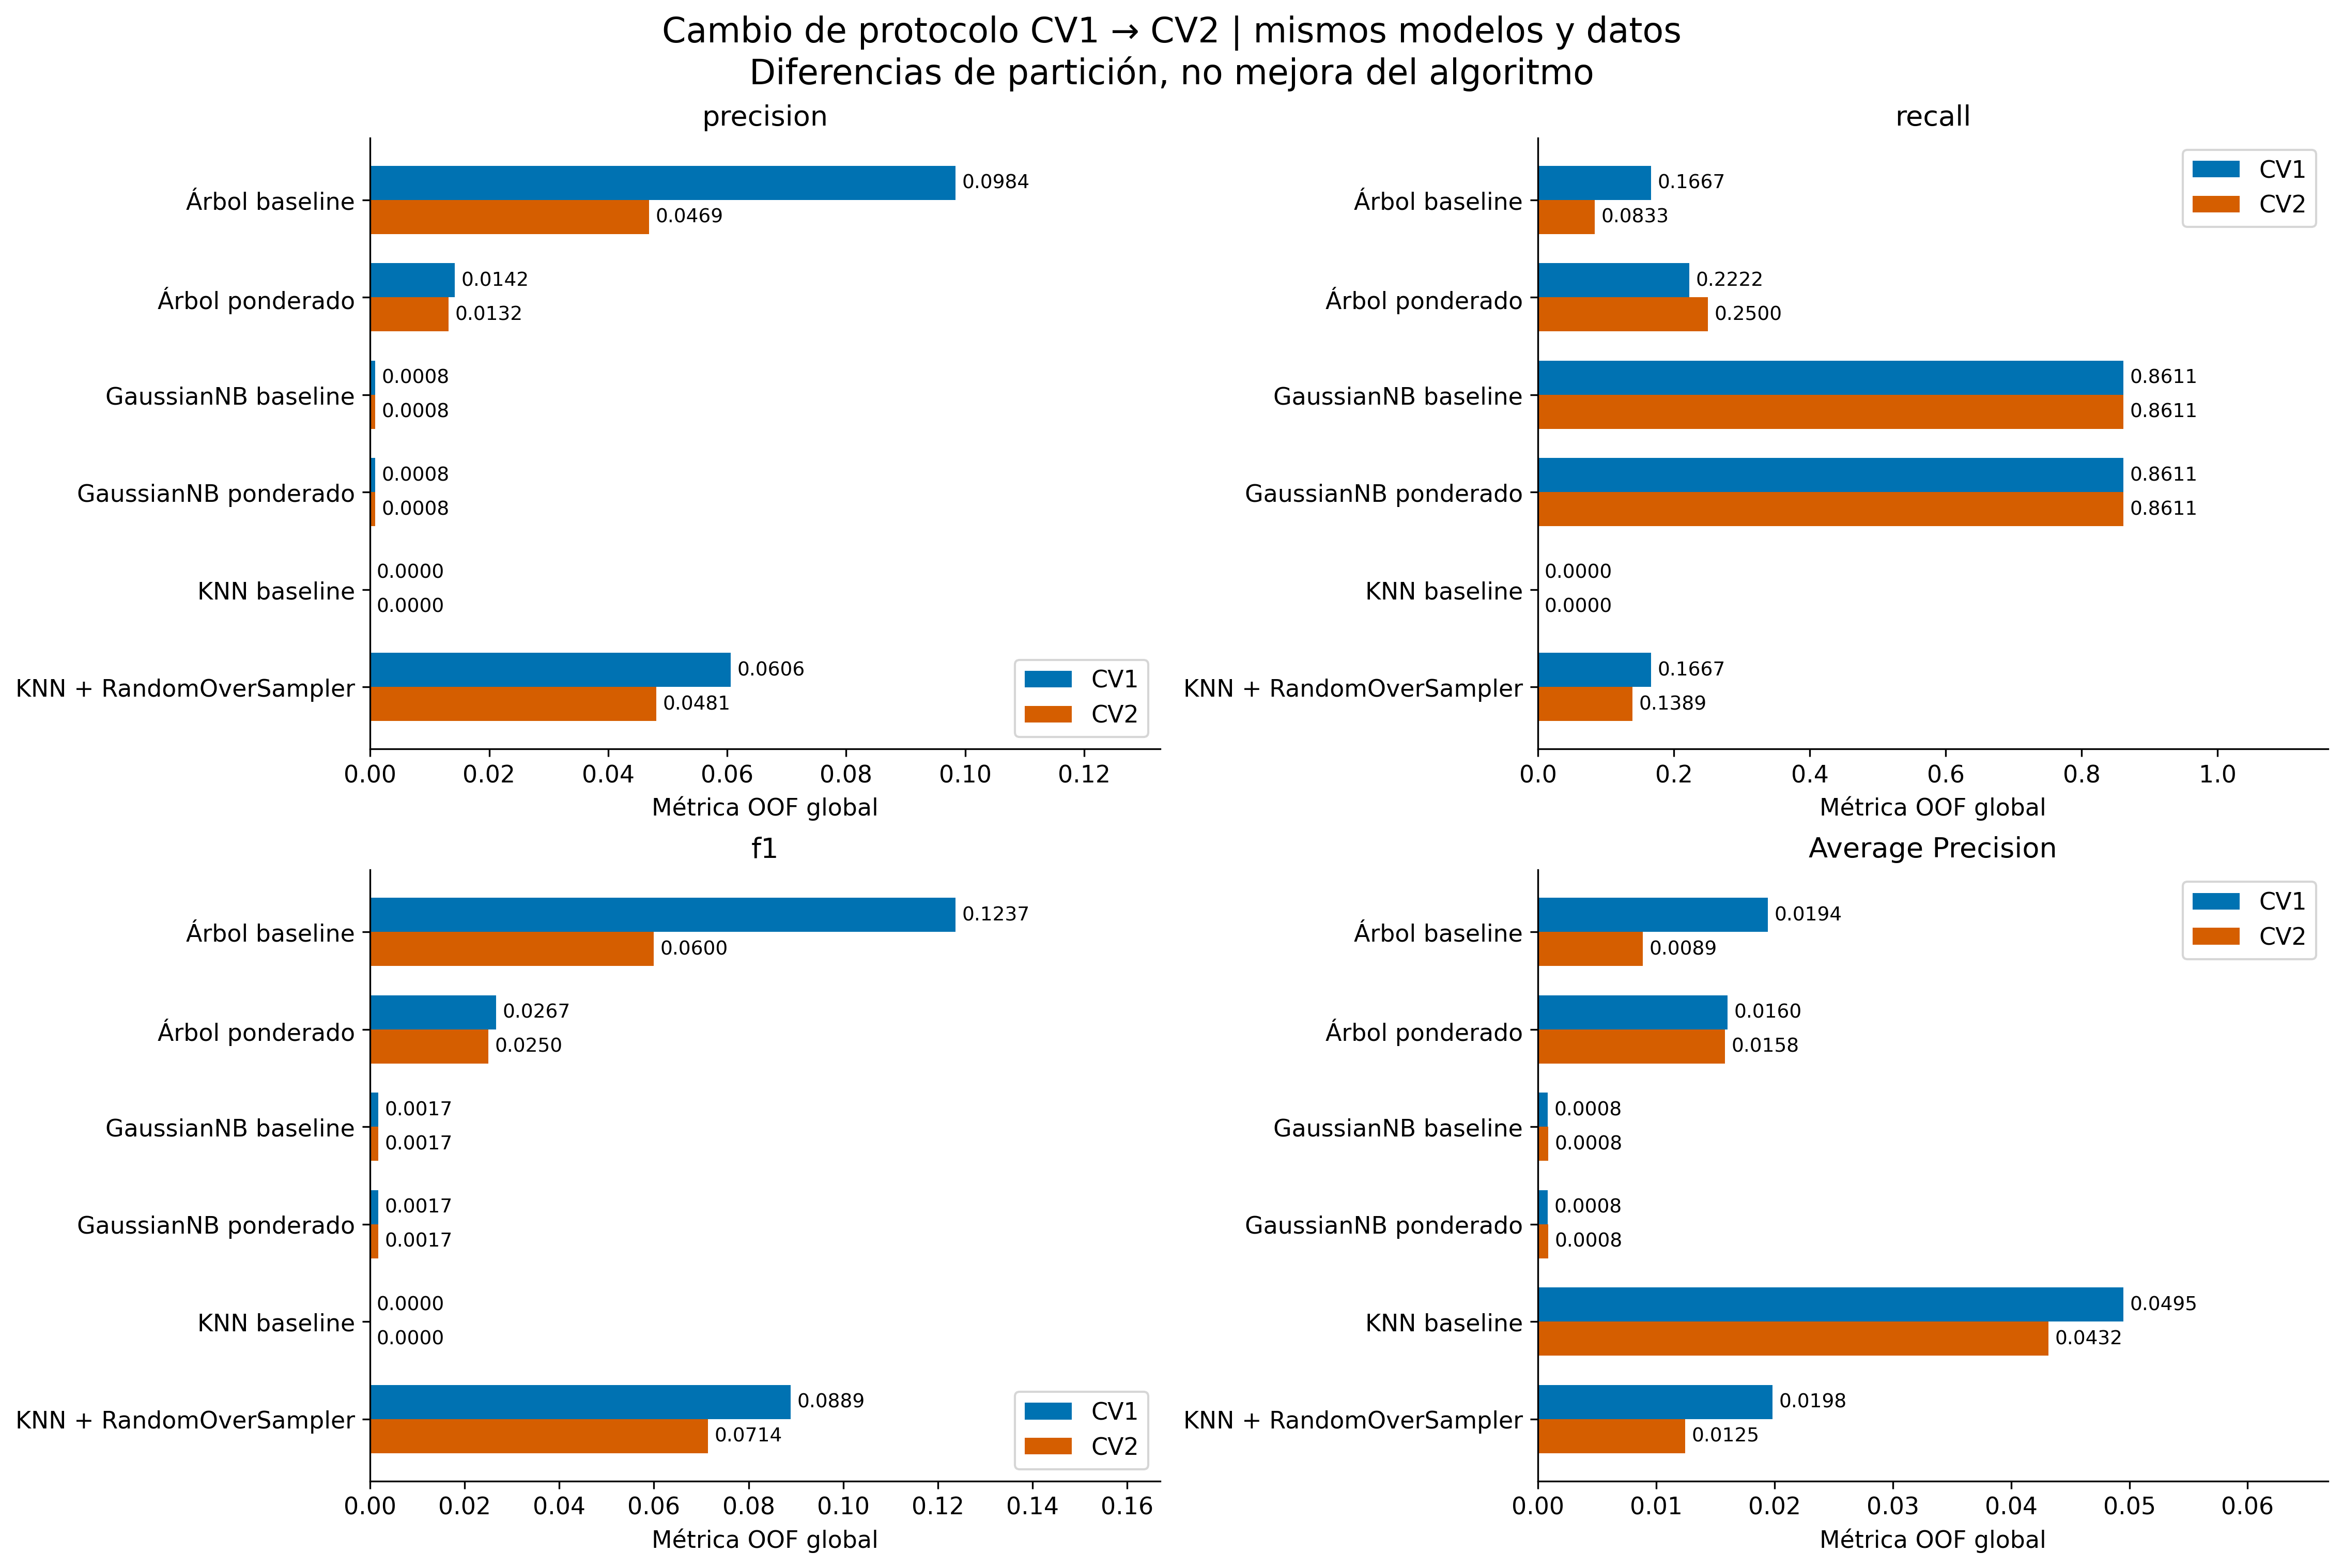 Cambio de protocolo CV1 → CV2 | mismos modelos y datos
Diferencias de partición, no mejora del algoritmo
precision
Árbol baseline
0.0984
0.0469
Árbol ponderado
0.0142
0.0132
GaussianNB baseline
0.0008
0.0008
GaussianNB ponderado
0.0008
0.0008
KNN baseline
0.0000
0.0000
KNN + RandomOverSampler
0.0606
0.0481
CV1
CV2
0.00 0.02 0.04 0.06 0.08 0.10 0.12
Métrica OOF global
recall
CV1
CV2
Árbol baseline
0.1667
0.0833
Árbol ponderado
0.2222
0.2500
GaussianNB baseline
0.8611
0.8611
GaussianNB ponderado
0.8611
0.8611
KNN baseline
0.0000
0.0000
KNN + RandomOverSampler
0.1667
0.1389
0.0 0.2 0.4 0.6 0.8 1.0
Métrica OOF global
f1
Árbol baseline
0.1237
0.0600
Árbol ponderado
0.0267
0.0250
GaussianNB baseline
0.0017
0.0017
GaussianNB ponderado
0.0017
0.0017
KNN baseline
0.0000
0.0000
KNN + RandomOverSampler
0.0889
0.0714
CV1
CV2
0.00 0.02 0.04 0.06 0.08 0.10 0.12 0.14 0.16
Métrica OOF global
Average Precision
CV1
CV2
Árbol baseline
0.0194
0.0089
Árbol ponderado
0.0160
0.0158
GaussianNB baseline
0.0008
0.0008
GaussianNB ponderado
0.0008
0.0008
KNN baseline
0.0495
0.0432
KNN + RandomOverSampler
0.0198
0.0125
0.00 0.01 0.02 0.03 0.04 0.05 0.06
Métrica OOF global